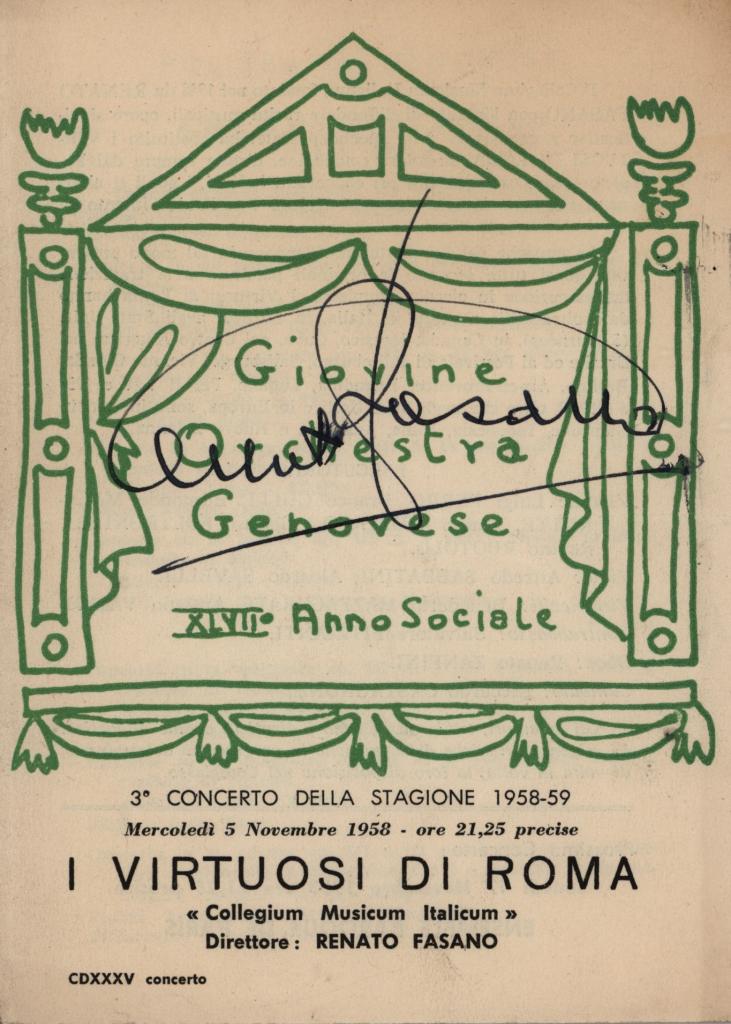 Giovine
Orchestra
Genovese
XLVII° Anno Sociale
3ª CONCERTO DELLA STAGIONE 1958-59
Mercoledì 5 Novembre 1958 - ore 21,25 precise
I VIRTUOSI DI ROMA
« Collegium Musicum Italicum »
Direttore : RENATO FASANO
CDXXXV concerto